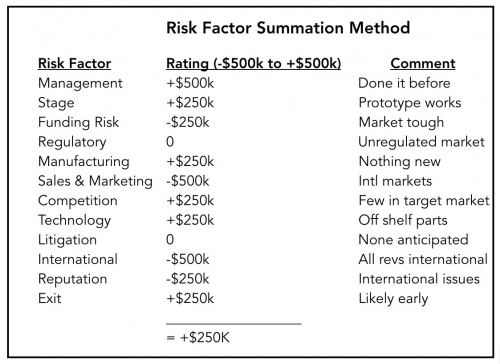 Risk Factor Summation Method
Risk Factor Rating (-$500k to +$500k) Comment
Management +$500k Done it before
Stage +$250k Prototype works
Funding Risk -$250k Market tough
Regulatory 0 Unregulated market
Manufacturing +$250k Nothing new
Sales & Marketing -$500k Intl markets
Competition +$250k Few in target market
Technology +$250k Off shelf parts
Litigation 0 None anticipated
International -$500k All revs international
Reputation -$250k International issues
Exit +$250k Likely early
= +$250K